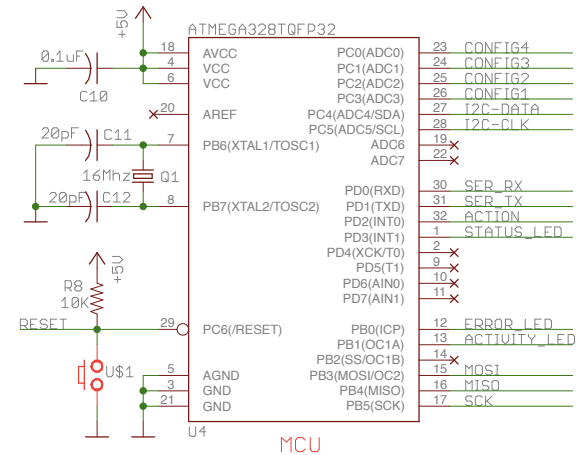 +5V
ATMEGA328TQFP32
0.1uF
C10
18 AVCC
4 VCC
6 VCC
20 AREF
20pF C11
7 PB6(XTAL1/TOSC1)
16Mhz Q1
20pF C12
8 PB7(XTAL2/TOSC2)
+5V
R8
10K
RESET
29 PC6(/RESET)
U$1
5 AGND
3 GND
21 GND
PC0(ADC0) 23 CONFIG4
PC1(ADC1) 24 CONFIG3
PC2(ADC2) 25 CONFIG2
PC3(ADC3) 26 CONFIG1
PC4(ADC4/SDA) 27 I2C-DATA
PC5(ADC5/SCL) 28 I2C-CLK
ADC6 19
ADC7 22
PD0(RXD) 30 SER_RX
PD1(TXD) 31 SER_TX
PD2(INT0) 32 ACTION
PD3(INT1) 1 STATUS_LED
PD4(XCK/T0) 2
PD5(T1) 9
PD6(AIN0) 10
PD7(AIN1) 11
PB0(ICP) 12 ERROR_LED
PB1(OC1A) 13 ACTIVITY_LED
PB2(SS/OC1B) 14
PB3(MOSI/OC2) 15 MOSI
PB4(MISO) 16 MISO
PB5(SCK) 17 SCK
U4
MCU